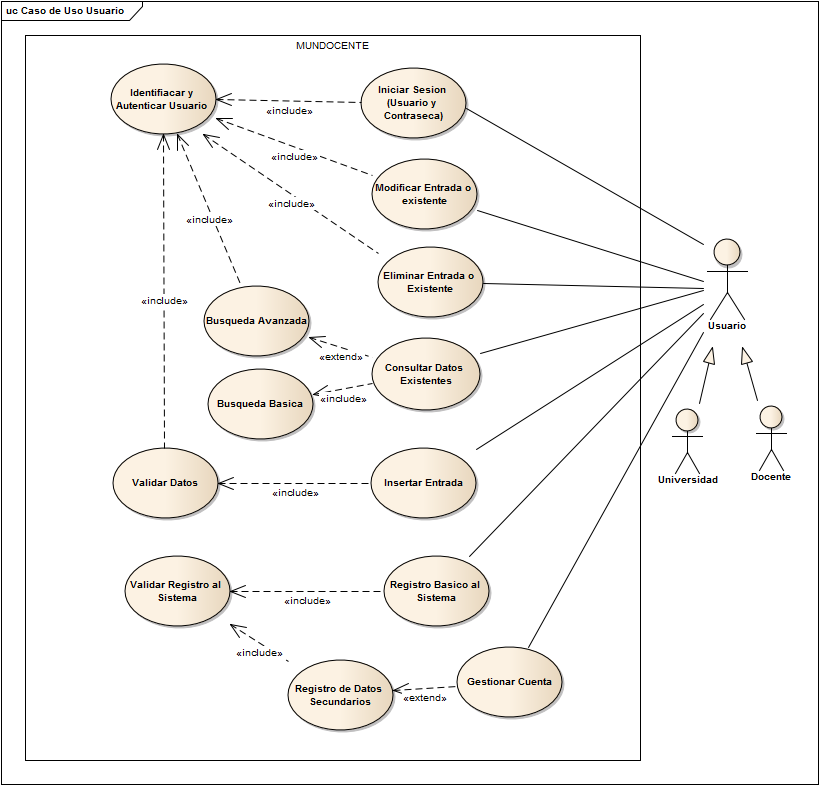 uc Caso de Uso Usuario
MUNDOCENTE
Identifiacar y
Autenticar Usuario
«include»
Iniciar Sesion
(Usuario y
Contraseca)
«include»
Modificar Entrada o
existente
«include»
«include»
Eliminar Entrada o
Existente
«include»
Busqueda Avanzada
Usuario
«extend»
Consultar Datos
Existentes
Busqueda Basica
«include»
Universidad
Docente
Validar Datos
«include»
Insertar Entrada
Validar Registro al
Sistema
«include»
Registro Basico al
Sistema
«include»
Registro de Datos
Secundarios
«extend»
Gestionar Cuenta